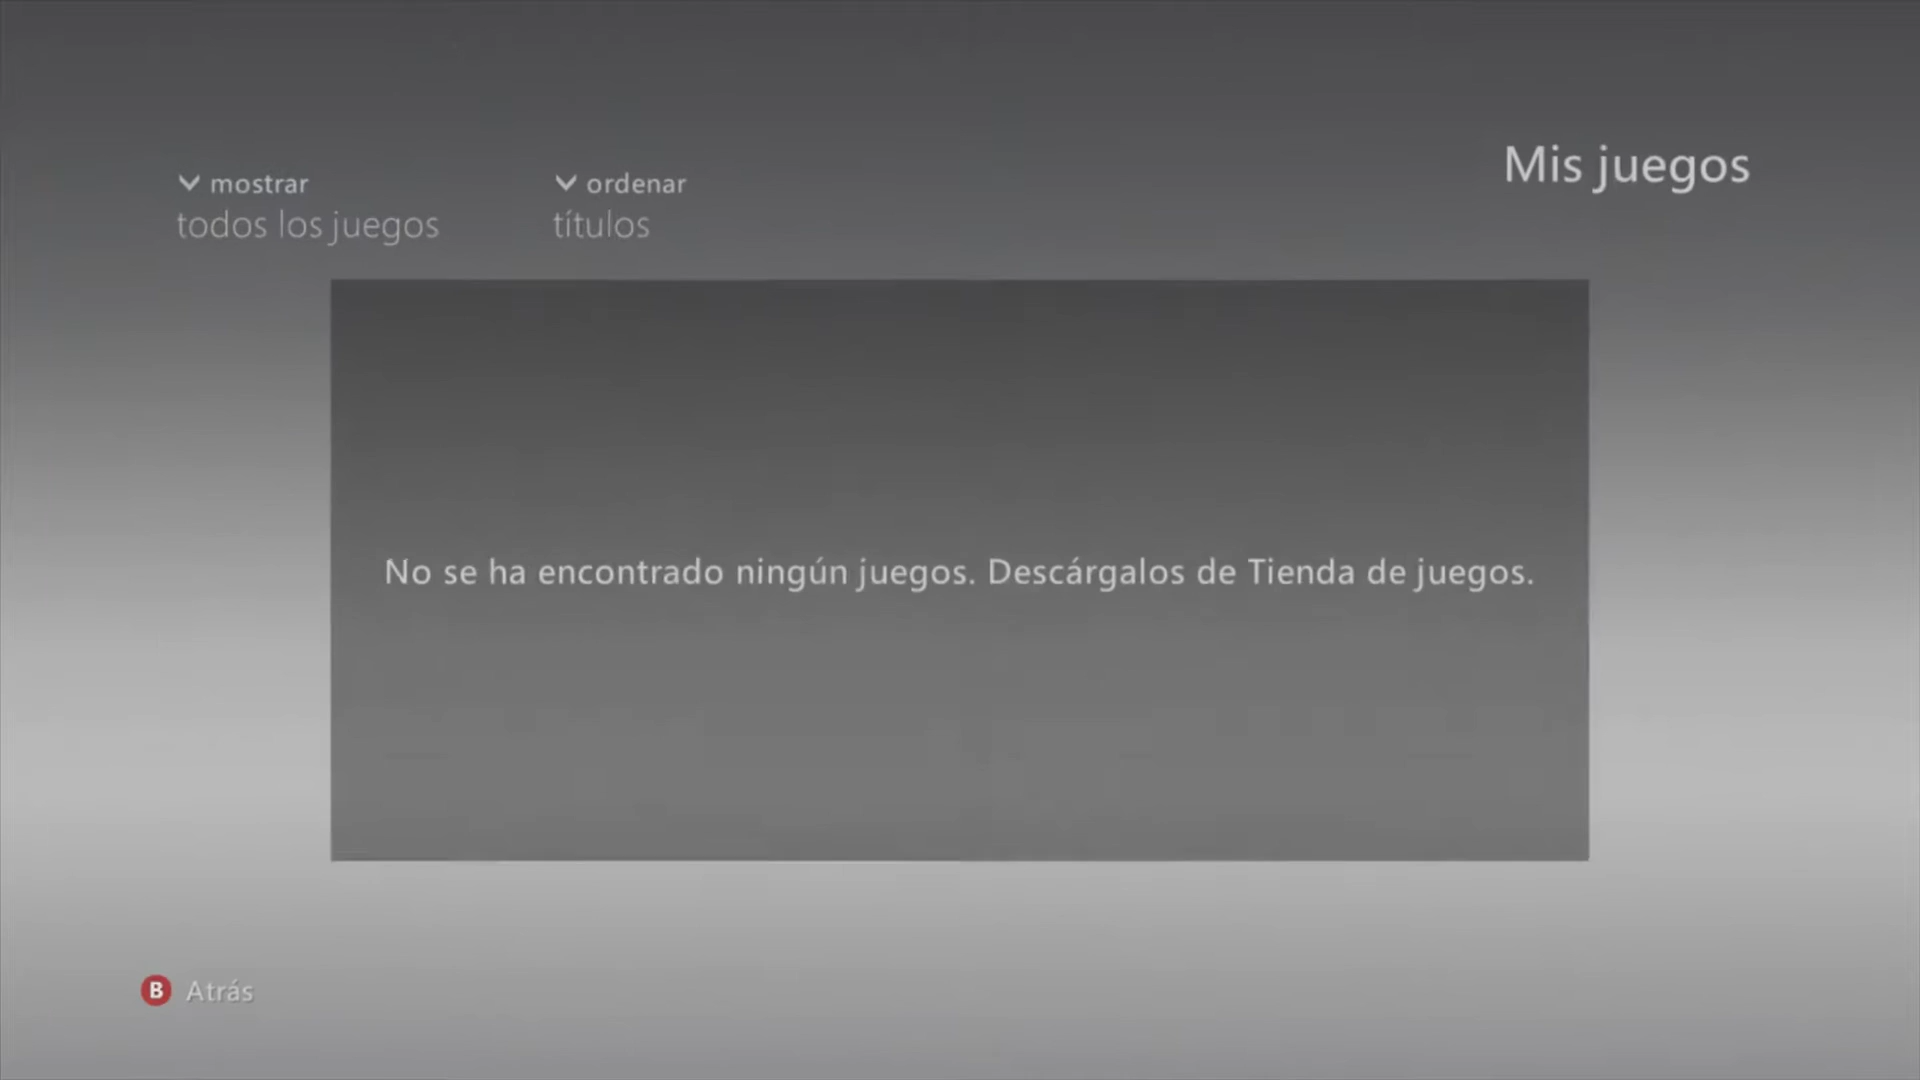 mostrar
todos los juegos
ordenar
títulos
Mis juegos
No se ha encontrado ningún juegos. Descárgalos de Tienda de juegos.
B Atrás